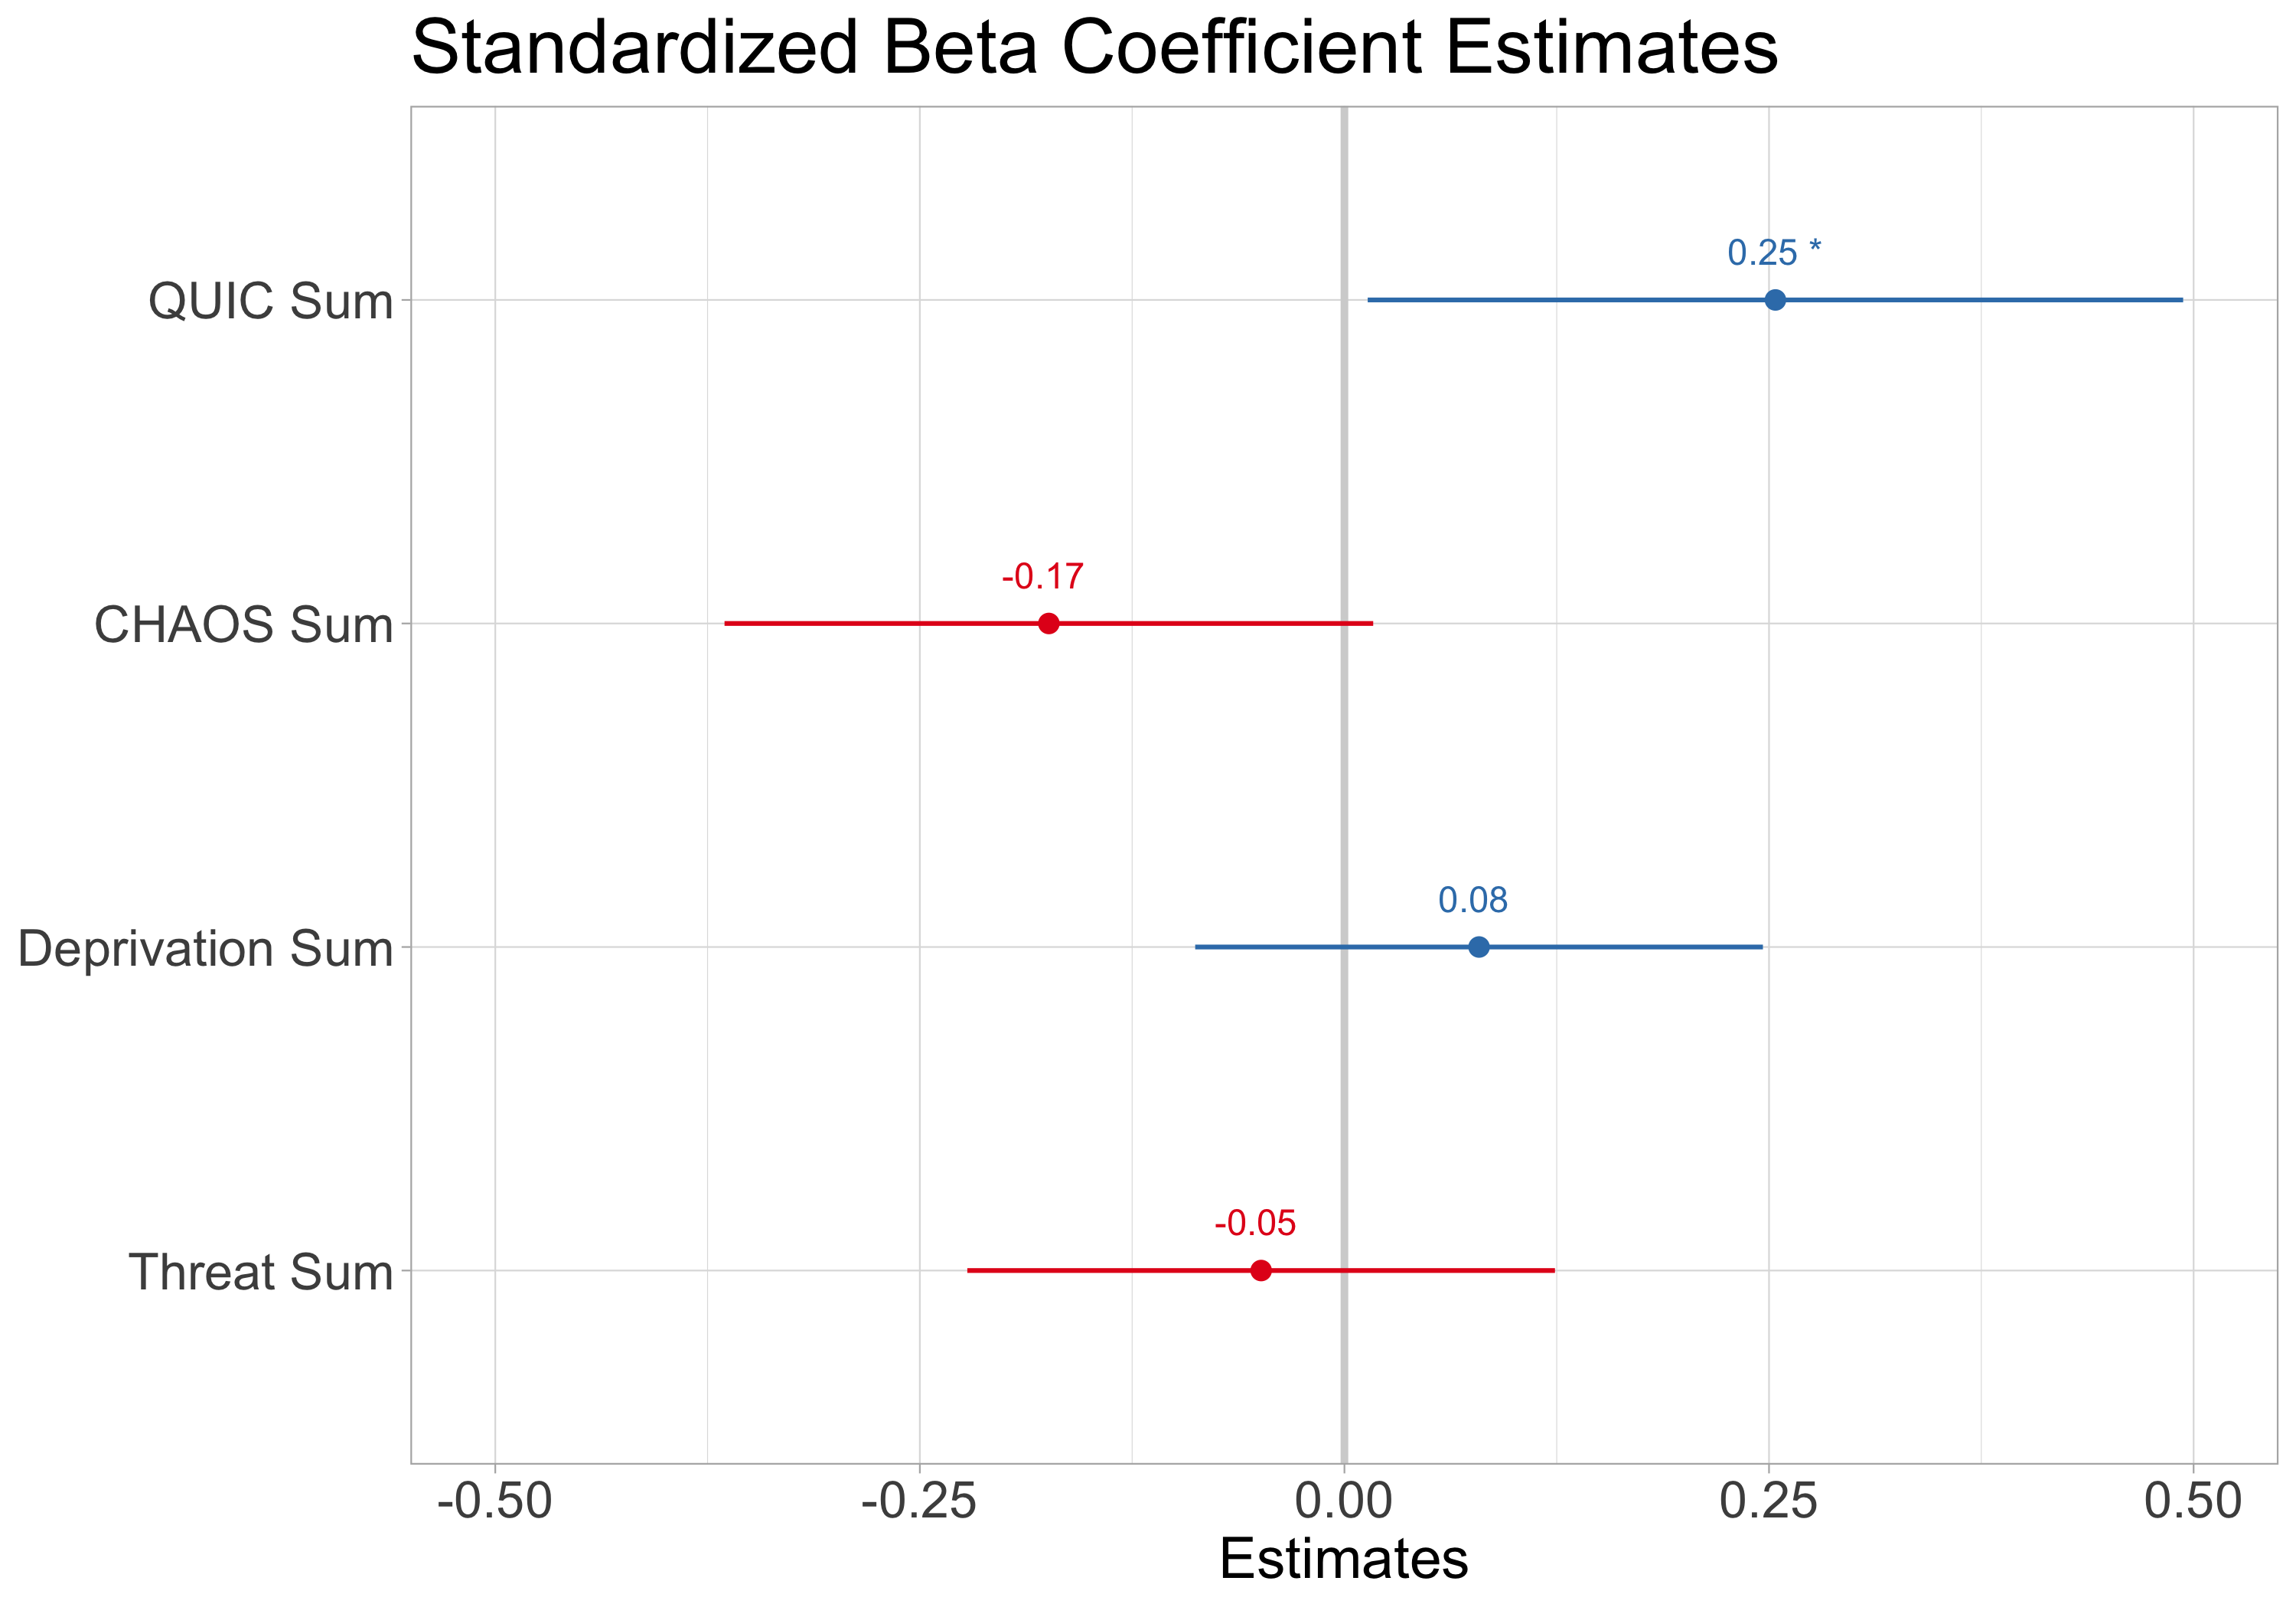 Standardized Beta Coefficient Estimates
QUIC Sum
0.25 *
CHAOS Sum
-0.17
Deprivation Sum
0.08
Threat Sum
-0.05
-0.50 -0.25 0.00 0.25 0.50
Estimates